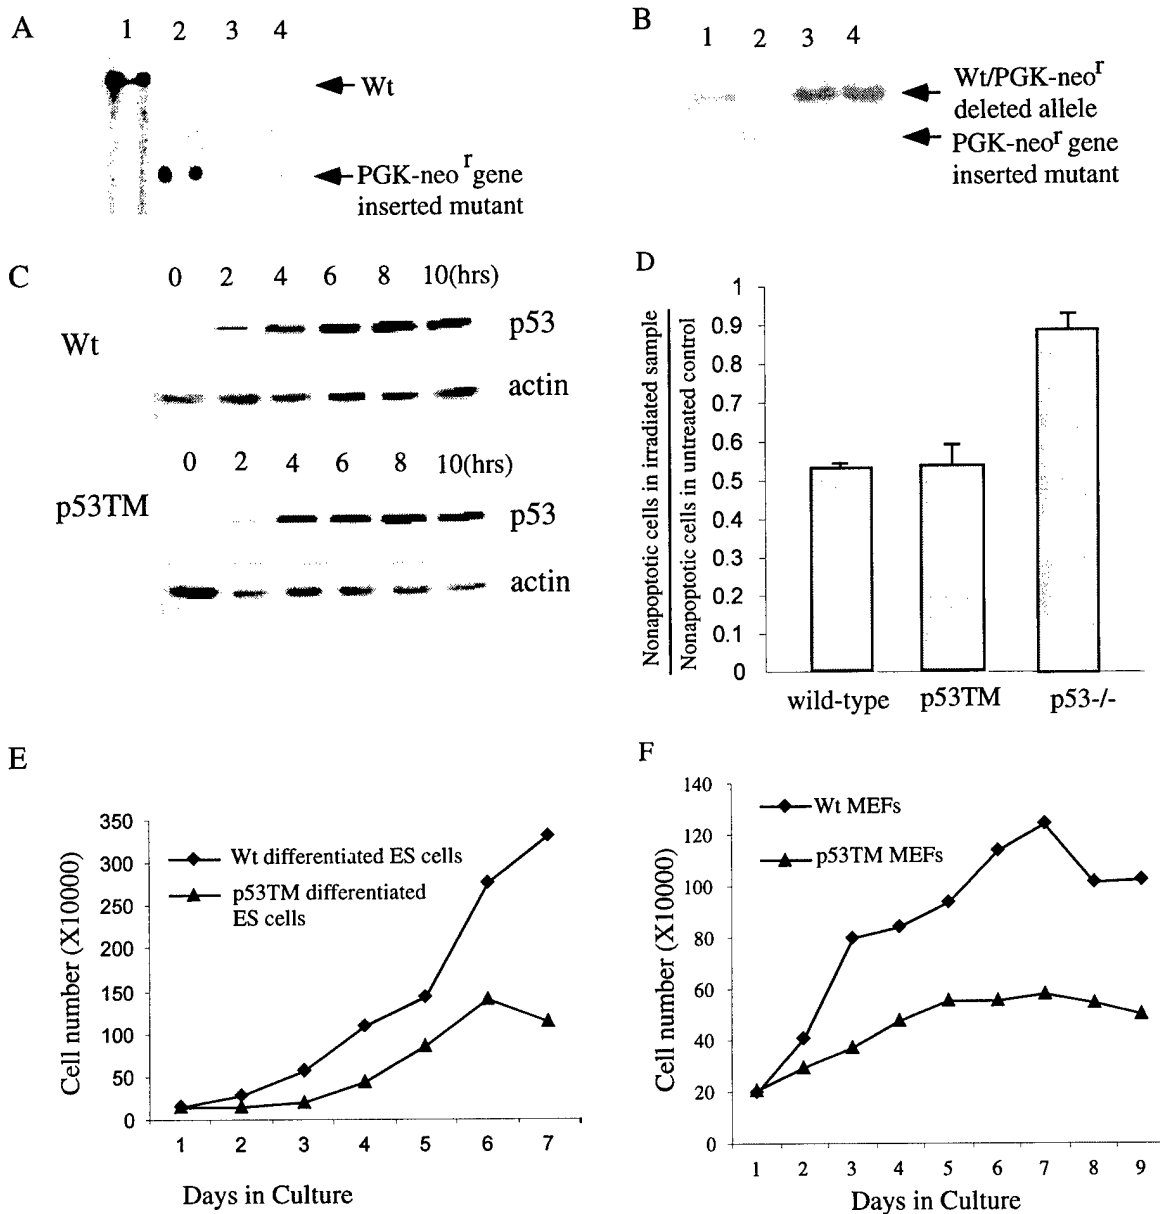 A
1 2 3 4
Wt
PGK-neo r gene
inserted mutant
B
1 2 3 4
Wt/PGK-neo r
deleted allele
PGK-neo r gene
inserted mutant
C
0 2 4 6 8 10(hrs)
Wt
p53
actin
0 2 4 6 8 10(hrs)
p53TM
p53
actin
D
Nonapoptotic cells in irradiated sample
Nonapoptotic cells in untreated control
1
0.9
0.8
0.7
0.6
0.5
0.4
0.3
0.2
0.1
0
wild-type p53TM p53-/-
E
Cell number (X10000)
350
300
250
200
150
100
50
0
Wt differentiated ES cells
p53TM differentiated
ES cells
1 2 3 4 5 6 7
Days in Culture
F
Cell number (X10000)
140
120
100
80
60
40
20
0
Wt MEFs
p53TM MEFs
1 2 3 4 5 6 7 8 9
Days in Culture